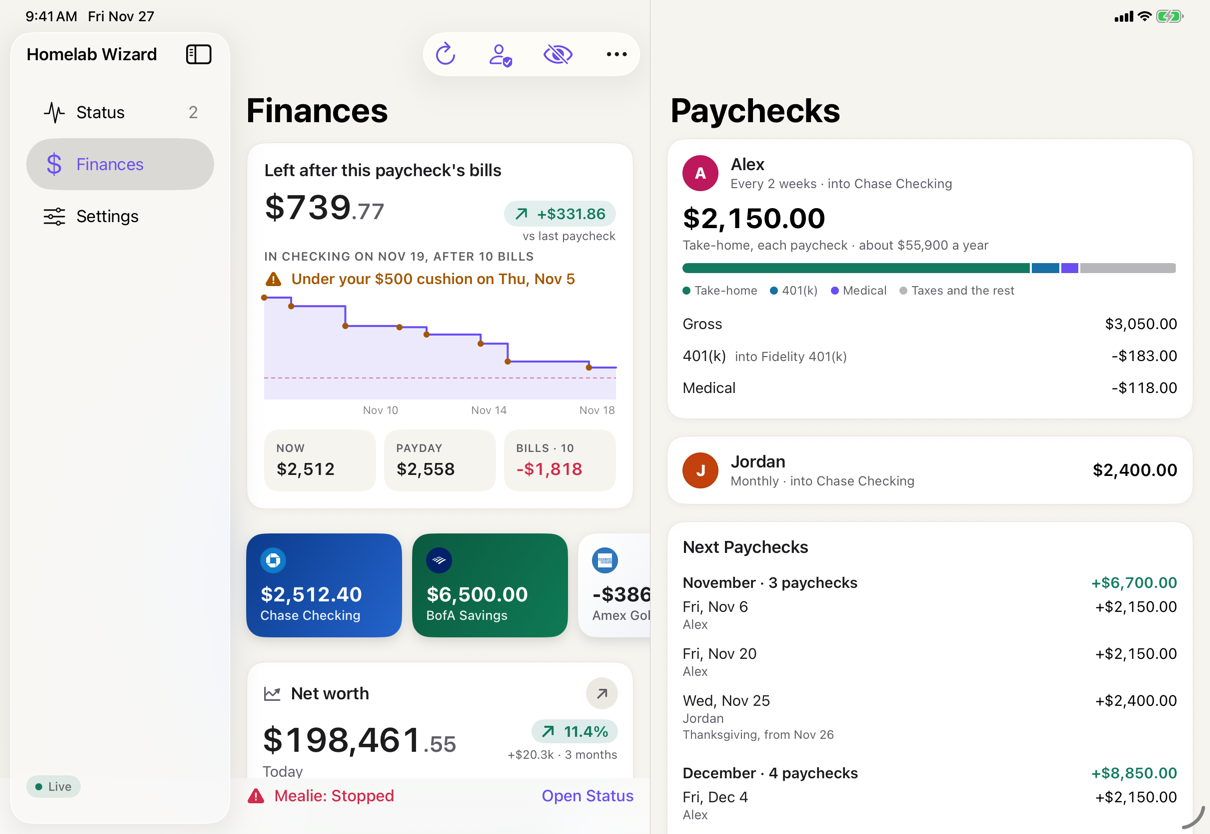 9:41 AM Fri Nov 27
Homelab Wizard
Status 2
Finances
Settings
Live
Finances
Left after this paycheck's bills
$739.77
+$331.86
vs last paycheck
IN CHECKING ON NOV 19, AFTER 10 BILLS
Under your $500 cushion on Thu, Nov 5
Nov 10 Nov 14 Nov 18
NOW
$2,512
PAYDAY
$2,558
BILLS · 10
-$1,818
$2,512.40
Chase Checking
$6,500.00
BofA Savings
-$386
Amex Gol
Net worth
$198,461.55
11.4%
+$20.3k · 3 months
Today
Mealie: Stopped Open Status
Paychecks
A
Alex
Every 2 weeks · into Chase Checking
$2,150.00
Take-home, each paycheck · about $55,900 a year
Take-home 401(k) Medical Taxes and the rest
Gross $3,050.00
401(k) into Fidelity 401(k) -$183.00
Medical -$118.00
J
Jordan
Monthly · into Chase Checking
$2,400.00
Next Paychecks
November · 3 paychecks +$6,700.00
Fri, Nov 6 +$2,150.00
Alex
Fri, Nov 20 +$2,150.00
Alex
Wed, Nov 25 +$2,400.00
Jordan
Thanksgiving, from Nov 26
December · 4 paychecks +$8,850.00
Fri, Dec 4 +$2,150.00
Alex